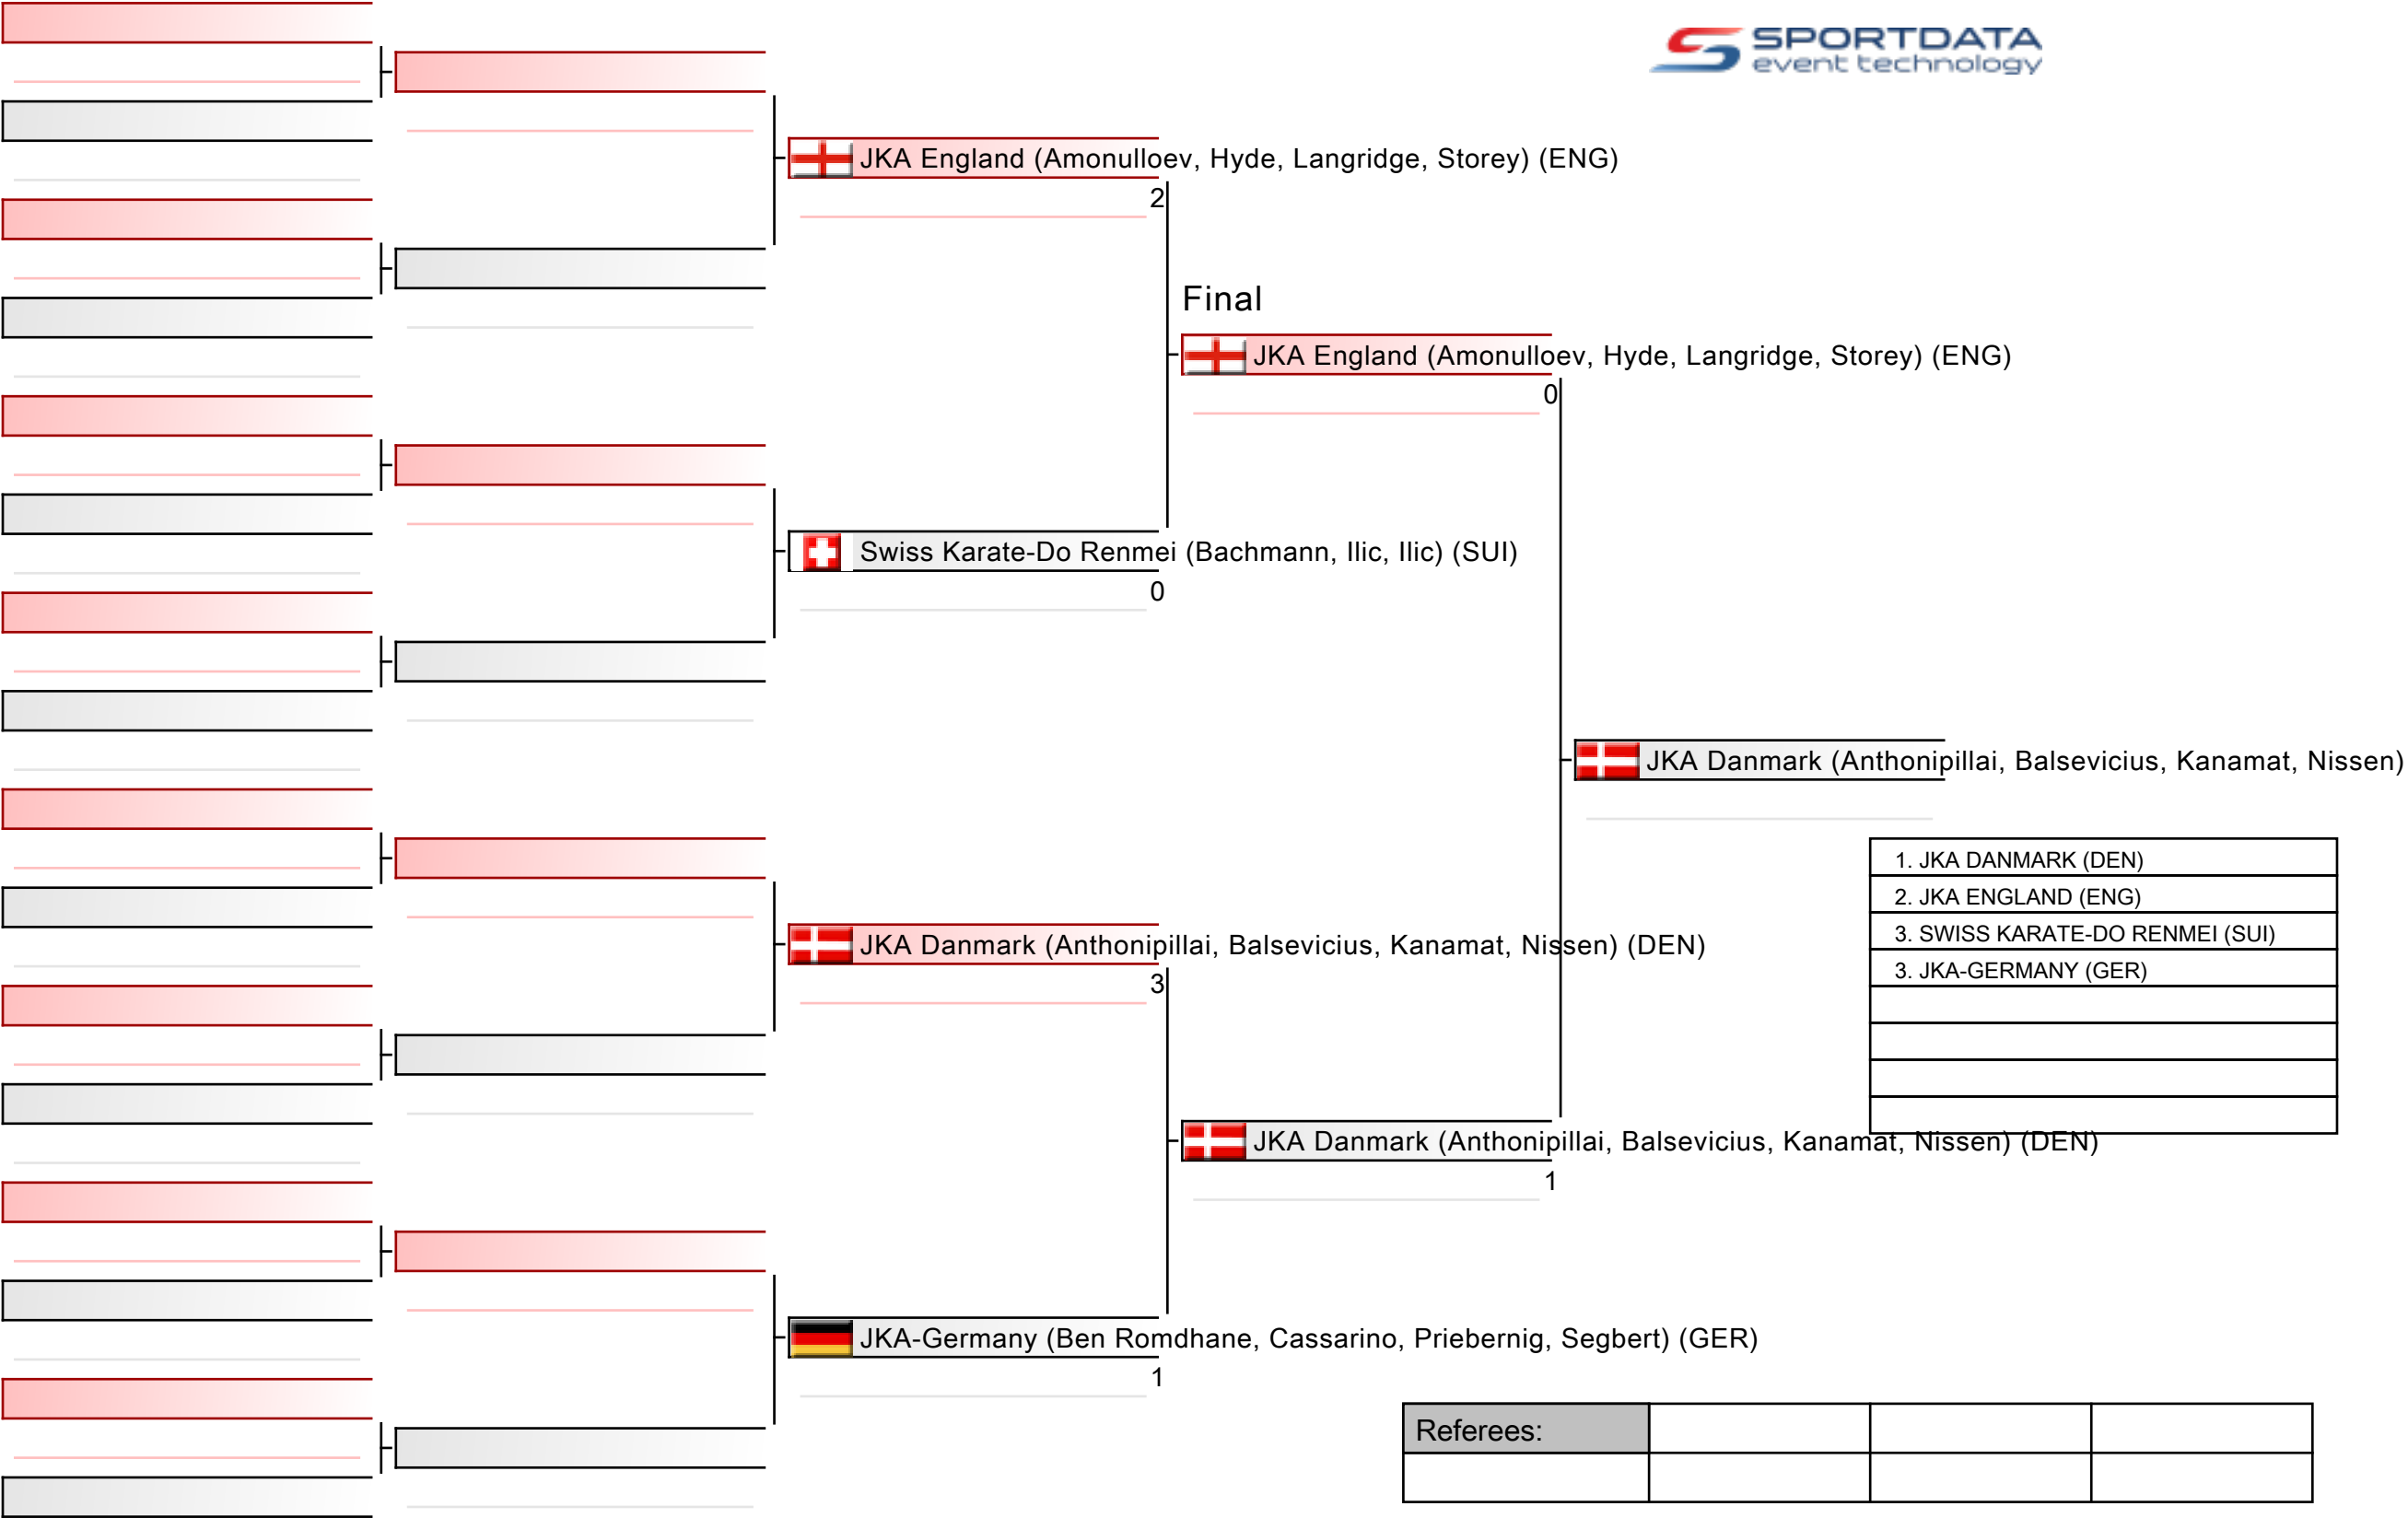 SPORTDATA
event technology
JKA England (Amonulloev, Hyde, Langridge, Storey) (ENG)
2
Final
JKA England (Amonulloev, Hyde, Langridge, Storey) (ENG)
0
Swiss Karate-Do Renmei (Bachmann, Ilic, Ilic) (SUI)
0
JKA Danmark (Anthonipillai, Balsevicius, Kanamat, Nissen)
1. JKA DANMARK (DEN)
2. JKA ENGLAND (ENG)
3. SWISS KARATE-DO RENMEI (SUI)
3. JKA-GERMANY (GER)
JKA Danmark (Anthonipillai, Balsevicius, Kanamat, Nissen) (DEN)
3
JKA Danmark (Anthonipillai, Balsevicius, Kanamat, Nissen) (DEN)
1
JKA-Germany (Ben Romdhane, Cassarino, Priebernig, Segbert) (GER)
1
Referees: